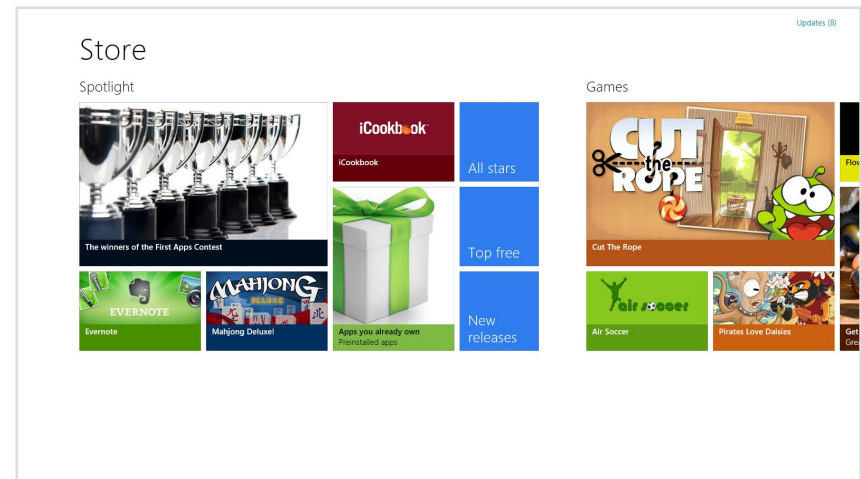 Updates (8)
Store
Spotlight
Games
The winners of the First Apps Contest
iCookbook
iCookbook
All stars
Top free
New
releases
EVERNOTE
Evernote
MAHJONG
DELUXE
Mahjong Deluxe!
Apps you already own
Preinstalled apps
CUT
the
ROPE
Cut The Rope
air soccer
Air Soccer
Pirates Love Daisies
Get